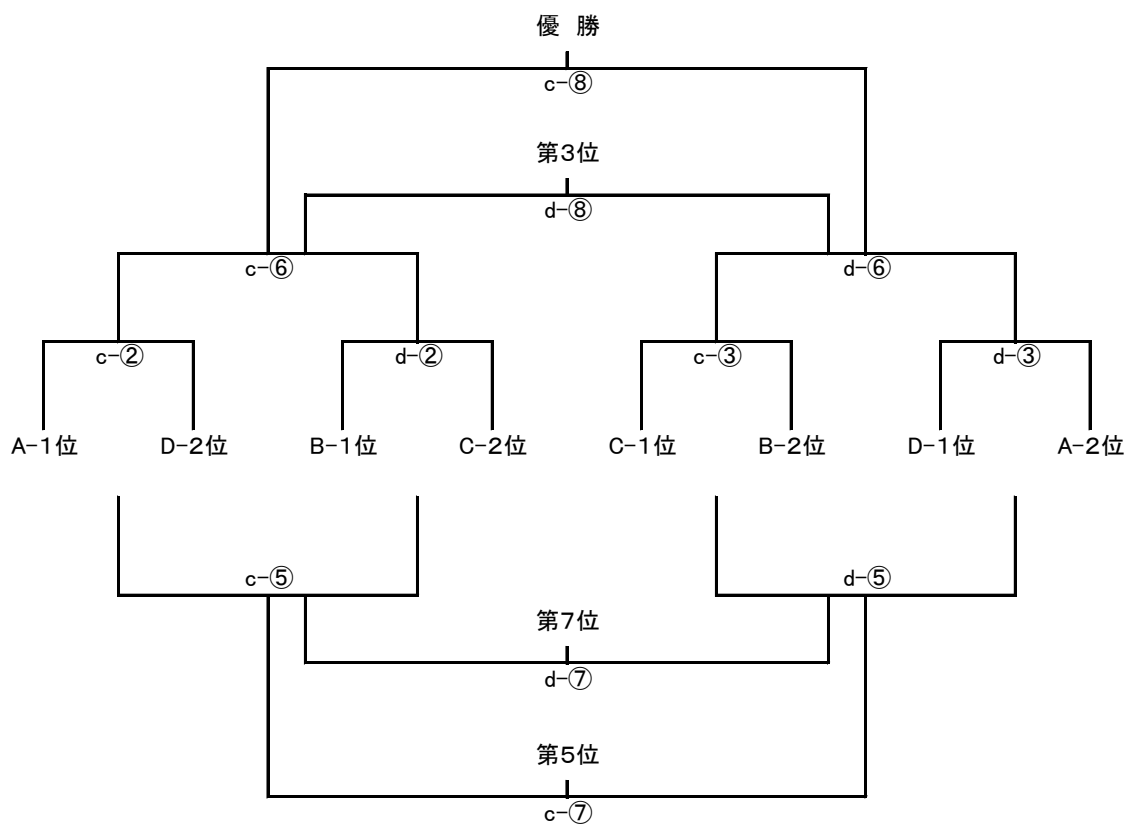 優 勝
c-⑧
第3位
d-⑧
c-⑥ d-⑥
c-② d-② c-③ d-③
A-1位 D-2位 B-1位 C-2位 C-1位 B-2位 D-1位 A-2位
c-⑤ d-⑤
第7位
d-⑦
第5位
c-⑦